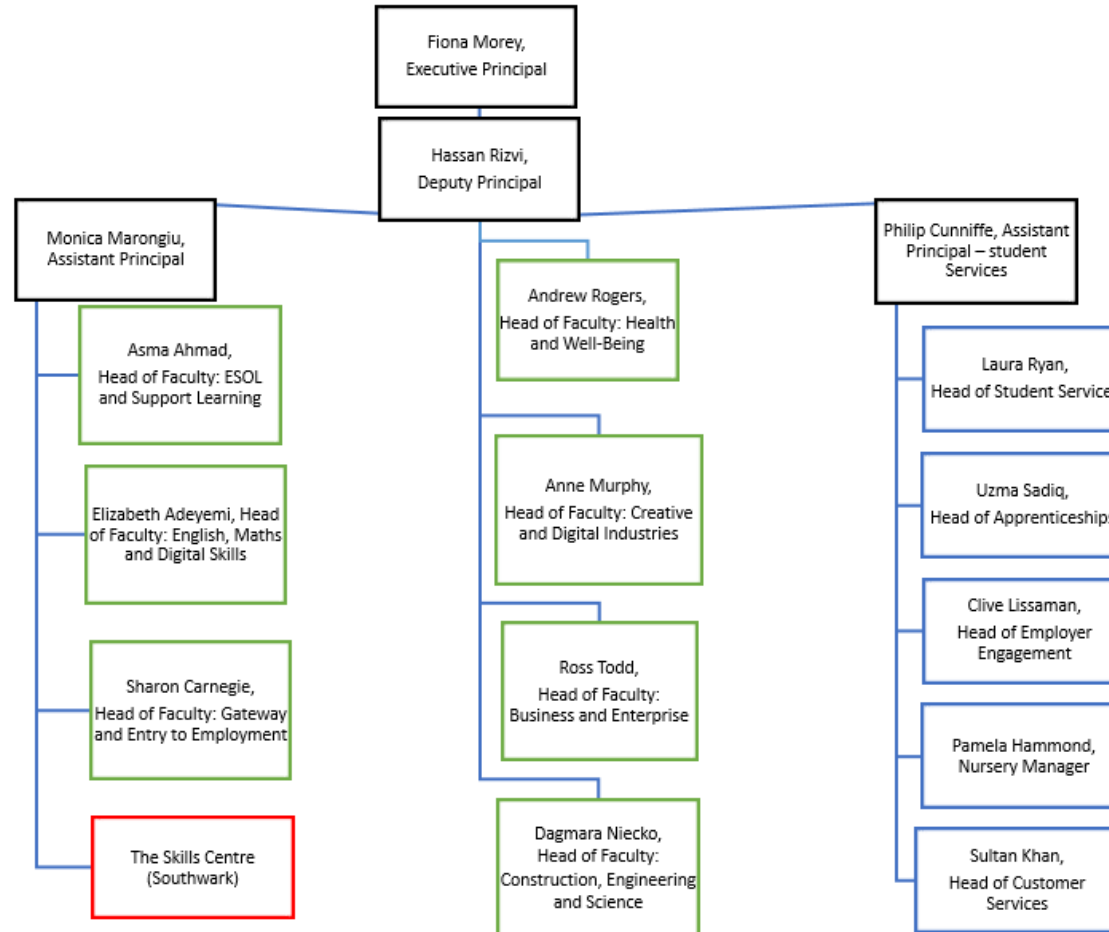 Fiona Morey,
Executive Principal
Hassan Rizvi,
Deputy Principal
Monica Marongiu,
Assistant Principal
Asma Ahmad,
Head of Faculty: ESOL
and Support Learning
Elizabeth Adeyemi, Head
of Faculty: English, Maths
and Digital Skills
Sharon Carnegie,
Head of Faculty: Gateway
and Entry to Employment
The Skills Centre
(Southwark)
Andrew Rogers,
Head of Faculty: Health
and Well-Being
Anne Murphy,
Head of Faculty: Creative
and Digital Industries
Ross Todd,
Head of Faculty:
Business and Enterprise
Dagmara Niecko,
Head of Faculty:
Construction, Engineering
and Science
Philip Cunniffe, Assistant
Principal – student
Services
Laura Ryan,
Head of Student Service
Uzma Sadiq,
Head of Apprenticeships
Clive Lissaman,
Head of Employer
Engagement
Pamela Hammond,
Nursery Manager
Sultan Khan,
Head of Customer
Services